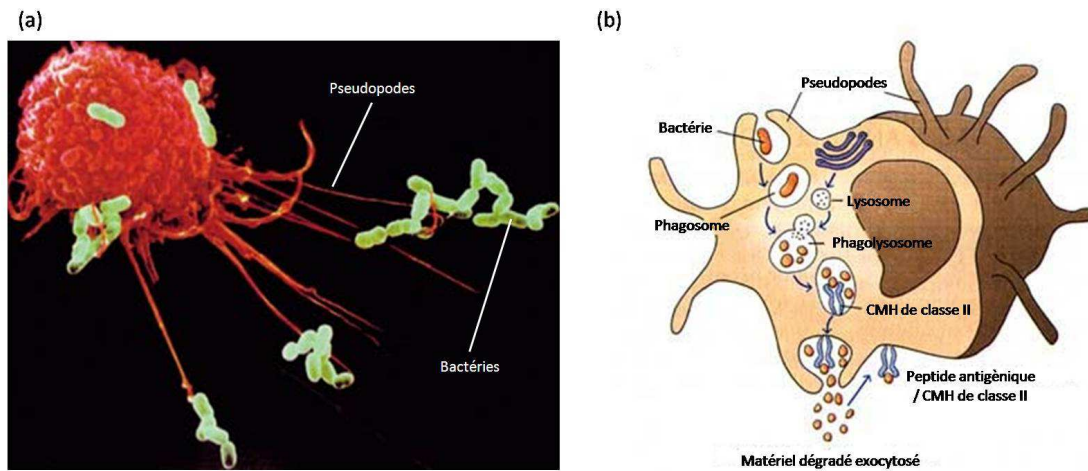 (a)
Pseudopodes
Bactéries
(b)
Pseudopodes
Bactérie
Lysosome
Phagosome
Phagolysosome
CMH de classe II
Peptide antigènique
/ CMH de classe II
Matériel dégradé exocytosé